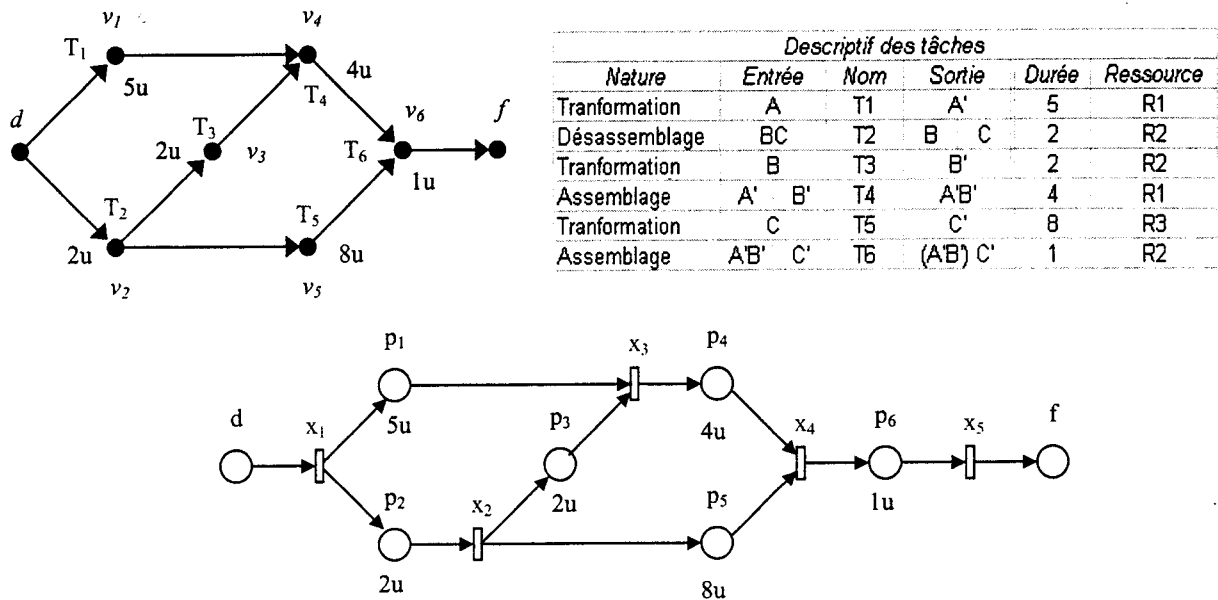 v1 v4
T1 5u 4u T4
d T3 2u v3 v6 T6 1u f
T2 2u T5 8u
v2 v5
Descriptif des tâches
Nature Entrée Nom Sortie Durée Ressource
Tranformation A T1 A' 5 R1
Désassemblage BC T2 B C 2 R2
Tranformation B T3 B' 2 R2
Assemblage A' B' T4 A'B' 4 R1
Tranformation C T5 C' 8 R3
Assemblage A'B' C' T6 (A'B') C' 1 R2
p1 x3 p4
d x1 5u p3 4u x4 p6 x5 f
p2 x2 2u p5 1u
2u 8u